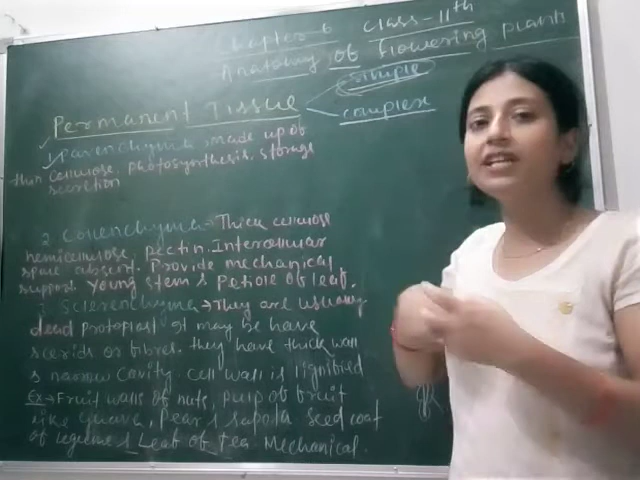 Chapter 6 Class-11th
Anatomy of Flowering plants
Permanent Tissue simple
complex
1 parenchyma, made up of
thin cellulose, photosynthesis, storage
secretion
2. Collenchyma → Thick cellulose
hemicellulose, pectin. Intercellular
space absent. Provide mechanical
support. Young stem & Petiole of leaf.
3. Sclerenchyma → They are usually
dead protoplast It may be have
scerids or fibres. they have thick wall
& narrow cavity. cell wall is lignified
Ex → Fruit walls of nuts, pulp of fruit
like Guava, Pear & sapota Seed coat
of legumes & Leaf of tea Mechanical.